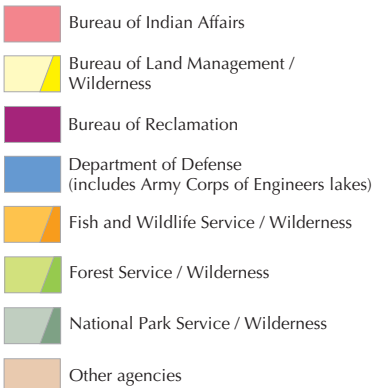 Bureau of Indian Affairs
Bureau of Land Management /
Wilderness
Bureau of Reclamation
Department of Defense
(includes Army Corps of Engineers lakes)
Fish and Wildlife Service / Wilderness
Forest Service / Wilderness
National Park Service / Wilderness
Other agencies